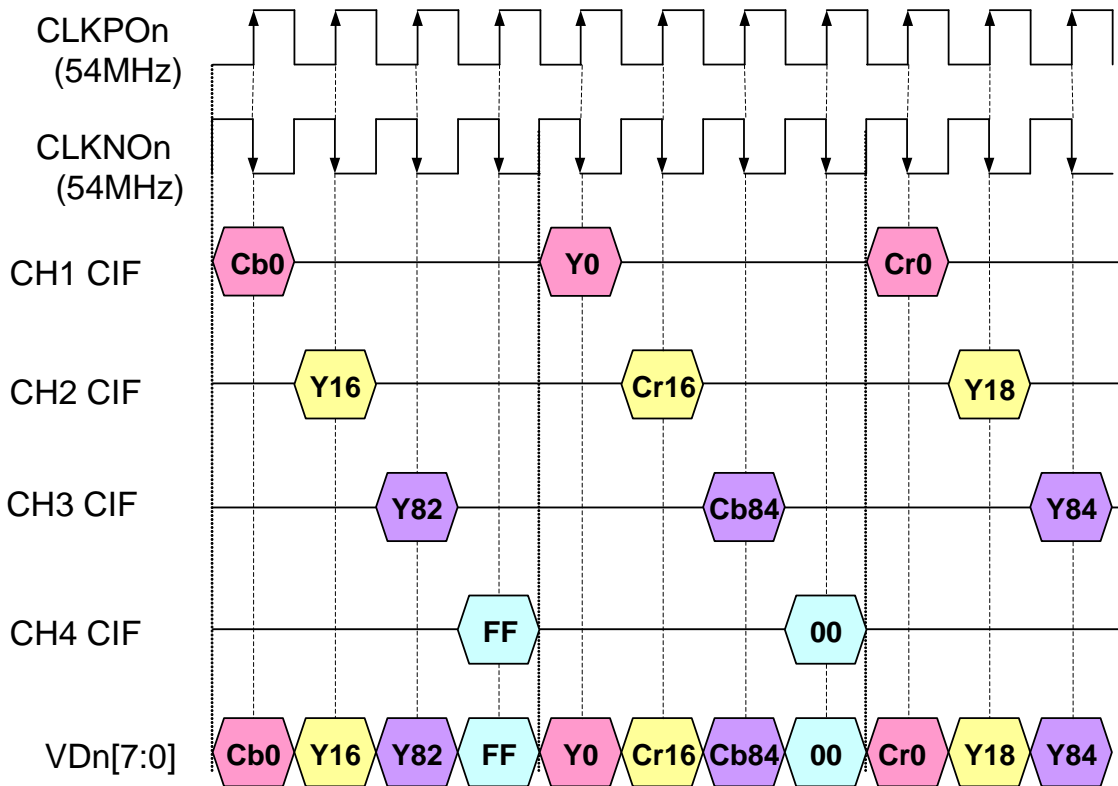 CLKPOn
(54MHz)
CLKNOn
(54MHz)
CH1 CIF
Cb0
Y0
Cr0
CH2 CIF
Y16
Cr16
Y18
CH3 CIF
Y82
Cb84
Y84
CH4 CIF
FF
00
VDn[7:0]
Cb0
Y16
Y82
FF
Y0
Cr16
Cb84
00
Cr0
Y18
Y84